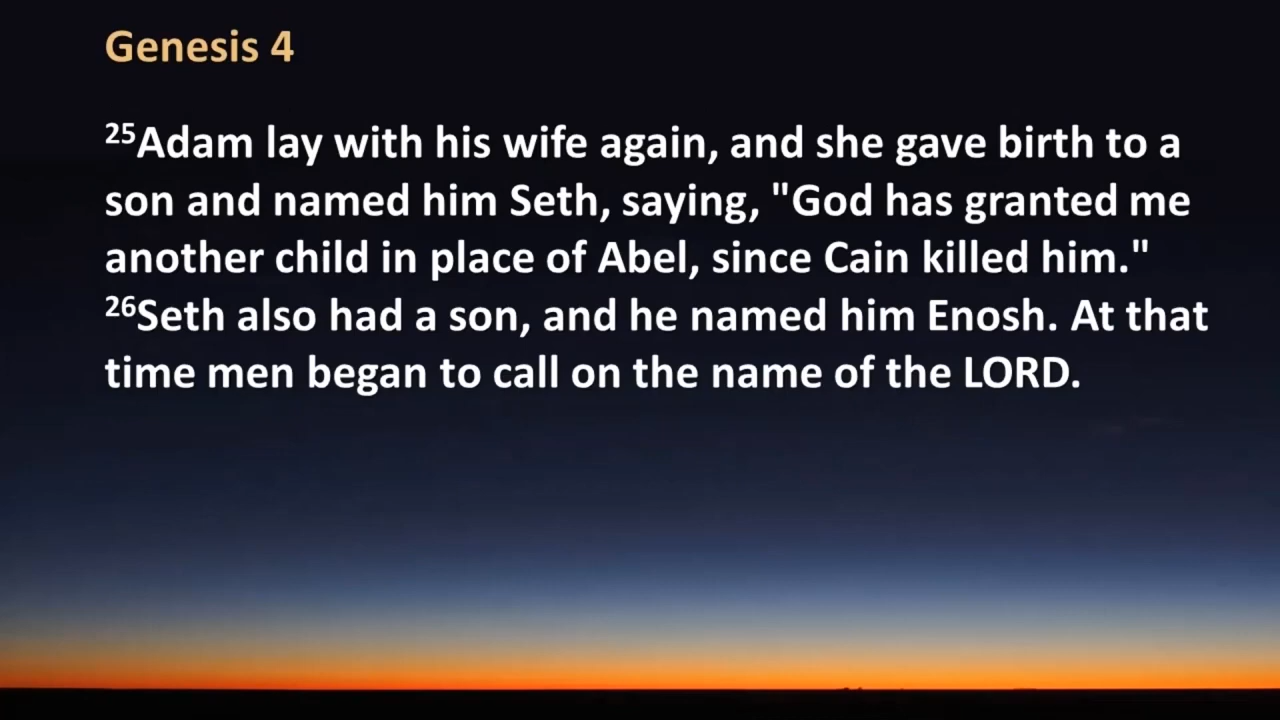 Genesis 4
25Adam lay with his wife again, and she gave birth to a
son and named him Seth, saying, "God has granted me
another child in place of Abel, since Cain killed him."
26Seth also had a son, and he named him Enosh. At that
time men began to call on the name of the LORD.